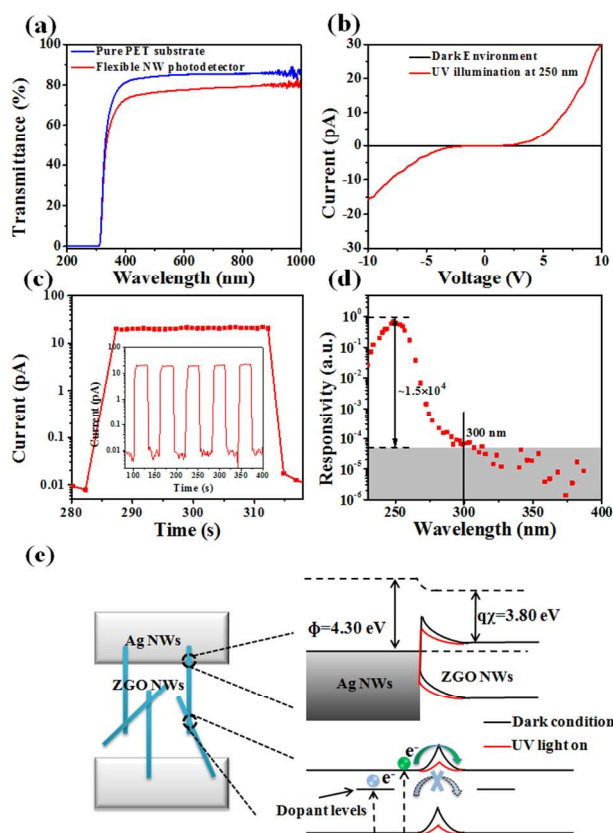 (a)
100
80
60
40
20
0
Transmittance (%)
Pure PET substrate
Flexible NW photodetector
200 400 600 800 1000
Wavelength (nm)
(b)
30
20
10
0
-10
-20
-30
Current (pA)
Dark Environment
UV illumination at 250 nm
-10 -5 0 5 10
Voltage (V)
(c)
100
10
1
0.1
0.01
Current (pA)
280 290 300 310
Time (s)
100
10
1
0.1
0.01
Current (pA)
100 150 200 250 300 350 400
Time (s)
(d)
10^0
10^-1
10^-2
10^-3
10^-4
10^-5
10^-6
Responsivity (a.u.)
~1.5×10^4
300 nm
250 300 350 400
Wavelength (nm)
(e)
Ag NWs
ZGO NWs
Φ=4.30 eV
qχ=3.80 eV
Ag NWs
ZGO NWs
Dark condition
UV light on
e-
e-
Dopant levels